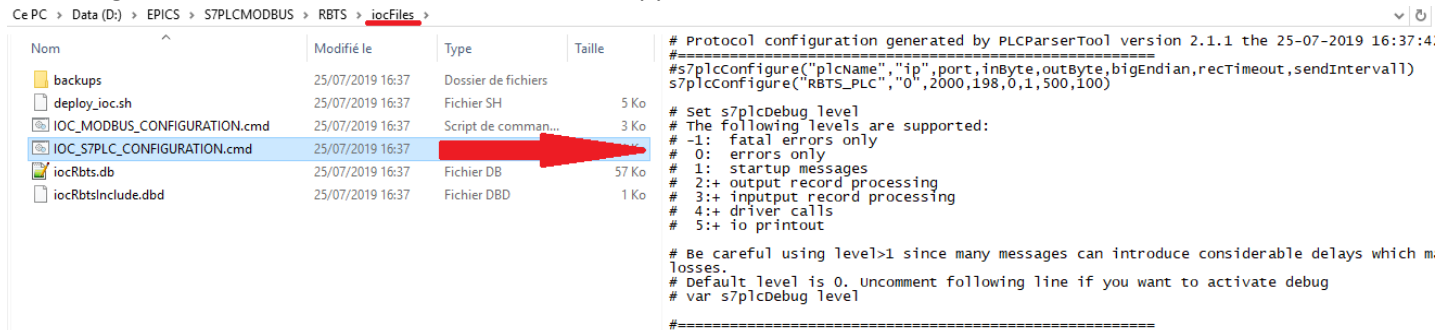 Ce PC > Data (D:) > EPICS > S7PLCMODBUS > RBTS > iocFiles >
Nom Modifié le Type Taille
backups 25/07/2019 16:37 Dossier de fichiers
deploy_ioc.sh 25/07/2019 16:37 Fichier SH 5 Ko
IOC_MODBUS_CONFIGURATION.cmd 25/07/2019 16:37 Script de comman... 3 Ko
IOC_S7PLC_CONFIGURATION.cmd 25/07/2019 16:37
iocRbts.db 25/07/2019 16:37 Fichier DB 57 Ko
iocRbtsInclude.dbd 25/07/2019 16:37 Fichier DBD 1 Ko
# Protocol configuration generated by PLCParserTool version 2.1.1 the 25-07-2019 16:37:4
#=======================================================
#s7plcConfigure("plcName","ip",port,inByte,outByte,bigEndian,recTimeout,sendIntervall)
s7plcConfigure("RBTS_PLC","0",2000,198,0,1,500,100)
# Set s7plcDebug level
# The following levels are supported:
# -1: fatal errors only
# 0: errors only
# 1: startup messages
# 2:+ output record processing
# 3:+ inputput record processing
# 4:+ driver calls
# 5:+ io printout
# Be careful using level>1 since many messages can introduce considerable delays which m
losses.
# Default level is 0. Uncomment following line if you want to activate debug
# var s7plcDebug level
#=======================================================